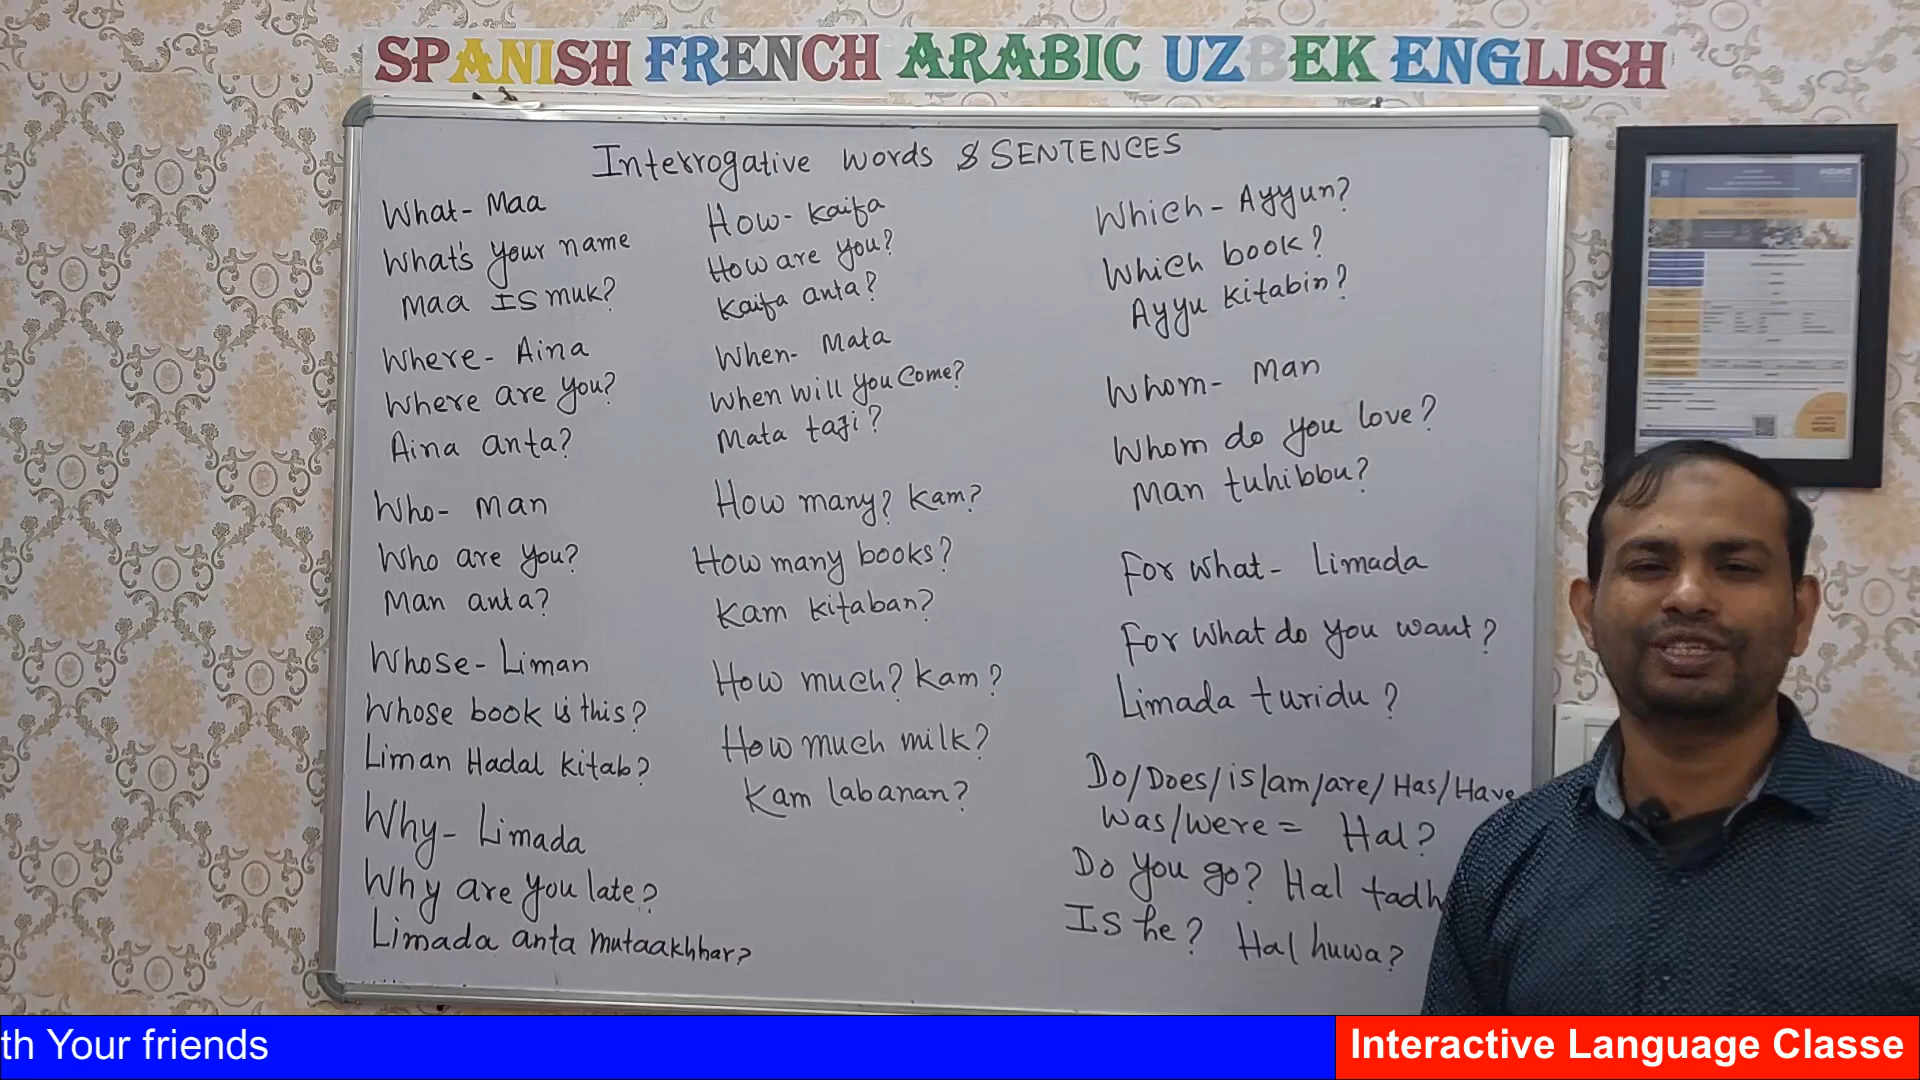 SPANISH FRENCH ARABIC UZBEK ENGLISH
Interrogative words & SENTENCES
What- Maa
What's your name
Maa ISmuk?
Where- Aina
Where are you?
Aina anta?
Who- Man
Who are you?
Man anta?
Whose- Liman
Whose book is this?
Liman Hadal kitab?
Why- Limada
Why are you late?
Limada anta mutaakhhar?
How- kaifa
How are you?
Kaifa anta?
When- Mata
When will you come?
Mata taji?
How many? Kam?
How many books?
Kam kitaban?
How much? kam?
How much milk?
Kam labanan?
Which- Ayyun?
Which book?
Ayyu kitabin?
Whom- Man
Whom do you love?
Man tuhibbu?
For what- Limada
For what do you want?
Limada turidu?
Do/Does/is/am/are/Has/Have
was/were = Hal?
Do you go? Hal tadh
Is he? Hal huwa?
th Your friends
Interactive Language Classe